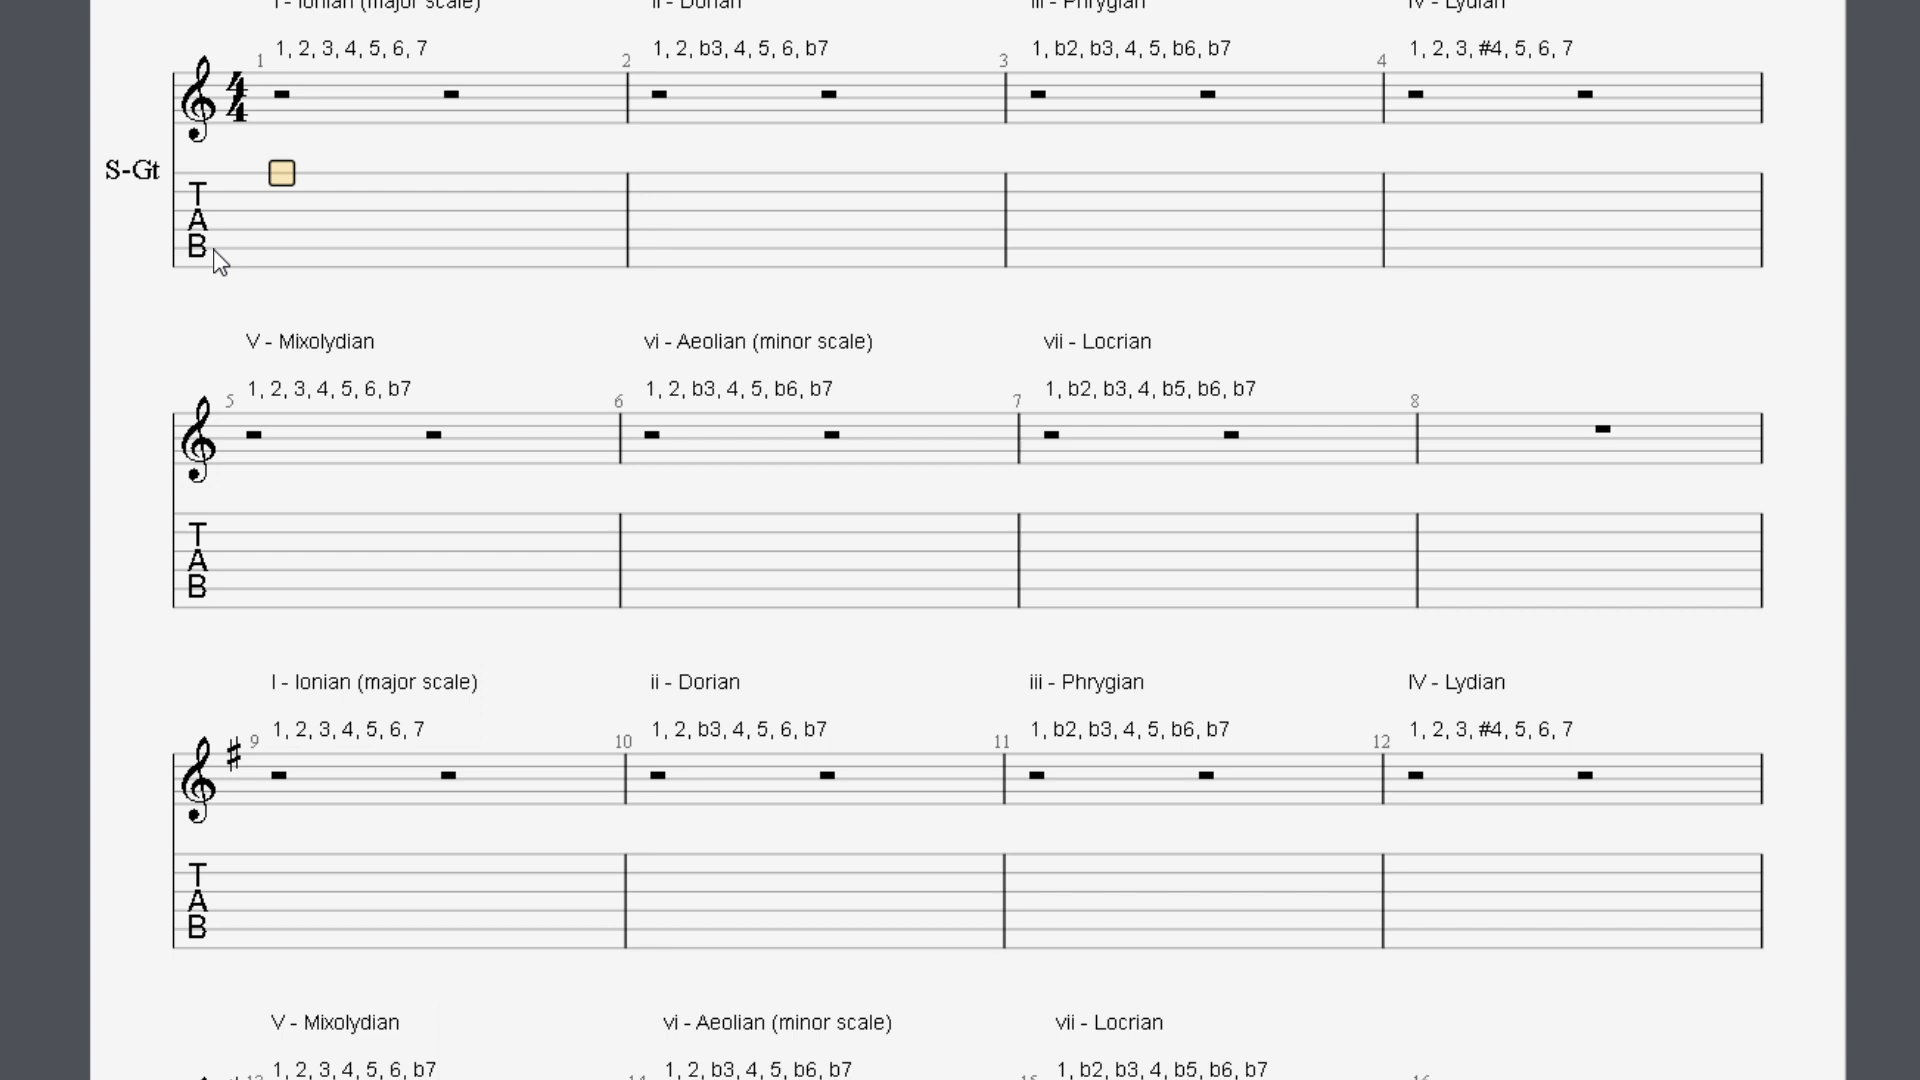 I - Ionian (major scale) ii - Dorian iii - Phrygian IV - Lydian
1, 2, 3, 4, 5, 6, 7 1, 2, b3, 4, 5, 6, b7 1, b2, b3, 4, 5, b6, b7 1, 2, 3, #4, 5, 6, 7
1 2 3 4
4
4
S-Gt
T
A
B
V - Mixolydian vi - Aeolian (minor scale) vii - Locrian
1, 2, 3, 4, 5, 6, b7 1, 2, b3, 4, 5, b6, b7 1, b2, b3, 4, b5, b6, b7
5 6 7 8
T
A
B
I - Ionian (major scale) ii - Dorian iii - Phrygian IV - Lydian
1, 2, 3, 4, 5, 6, 7 1, 2, b3, 4, 5, 6, b7 1, b2, b3, 4, 5, b6, b7 1, 2, 3, #4, 5, 6, 7
9 10 11 12
T
A
B
V - Mixolydian vi - Aeolian (minor scale) vii - Locrian
1, 2, 3, 4, 5, 6, b7 1, 2, b3, 4, 5, b6, b7 1, b2, b3, 4, b5, b6, b7